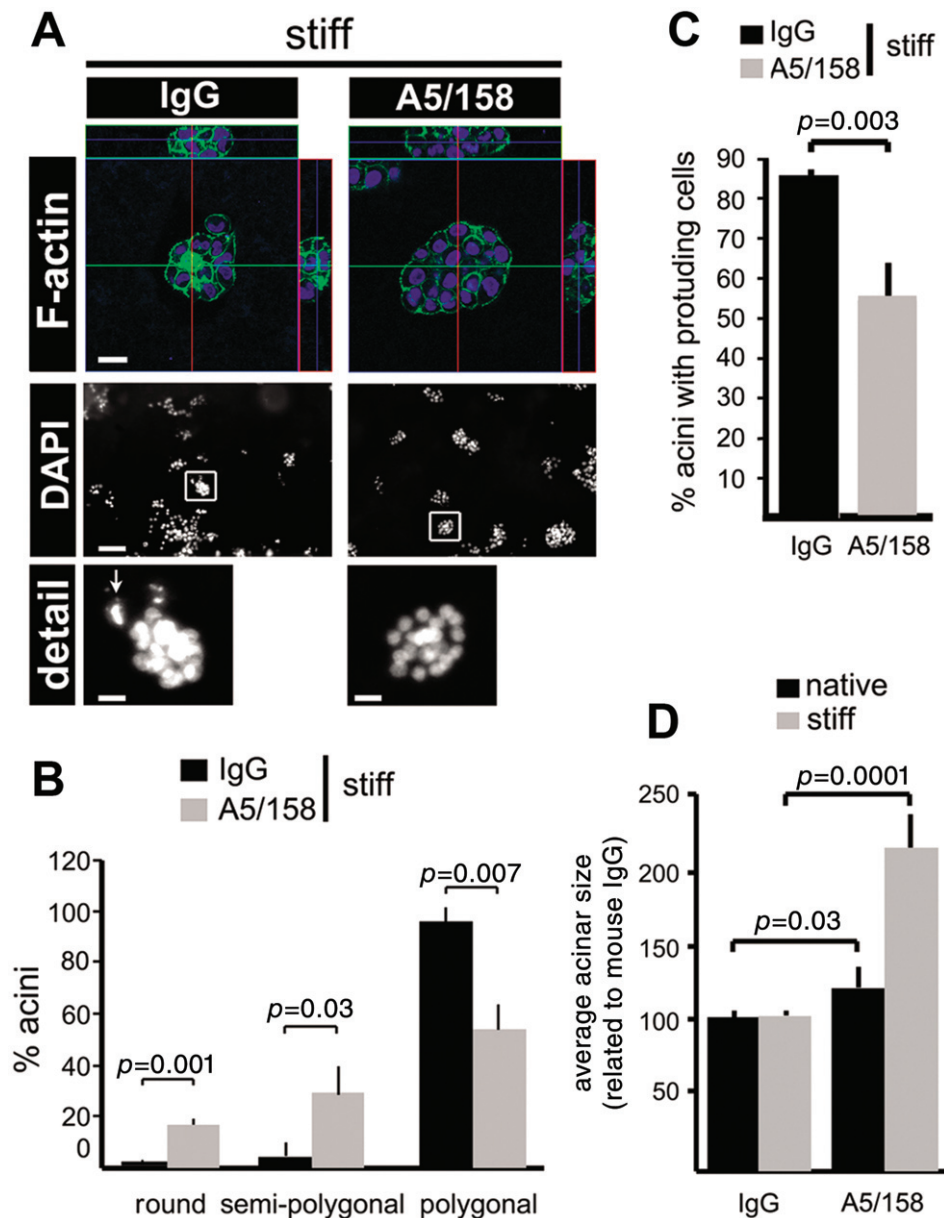 A
stiff
IgG
A5/158
F-actin
DAPI
detail
B
IgG
A5/158
stiff
% acini
120
100
80
60
40
20
0
p=0.001
p=0.03
p=0.007
round
semi-polygonal
polygonal
C
IgG
A5/158
stiff
p=0.003
% acini with protuding cells
90
80
70
60
50
40
30
20
10
IgG
A5/158
D
native
stiff
p=0.0001
p=0.03
average acinar size
(related to mouse IgG)
250
200
150
100
50
IgG
A5/158